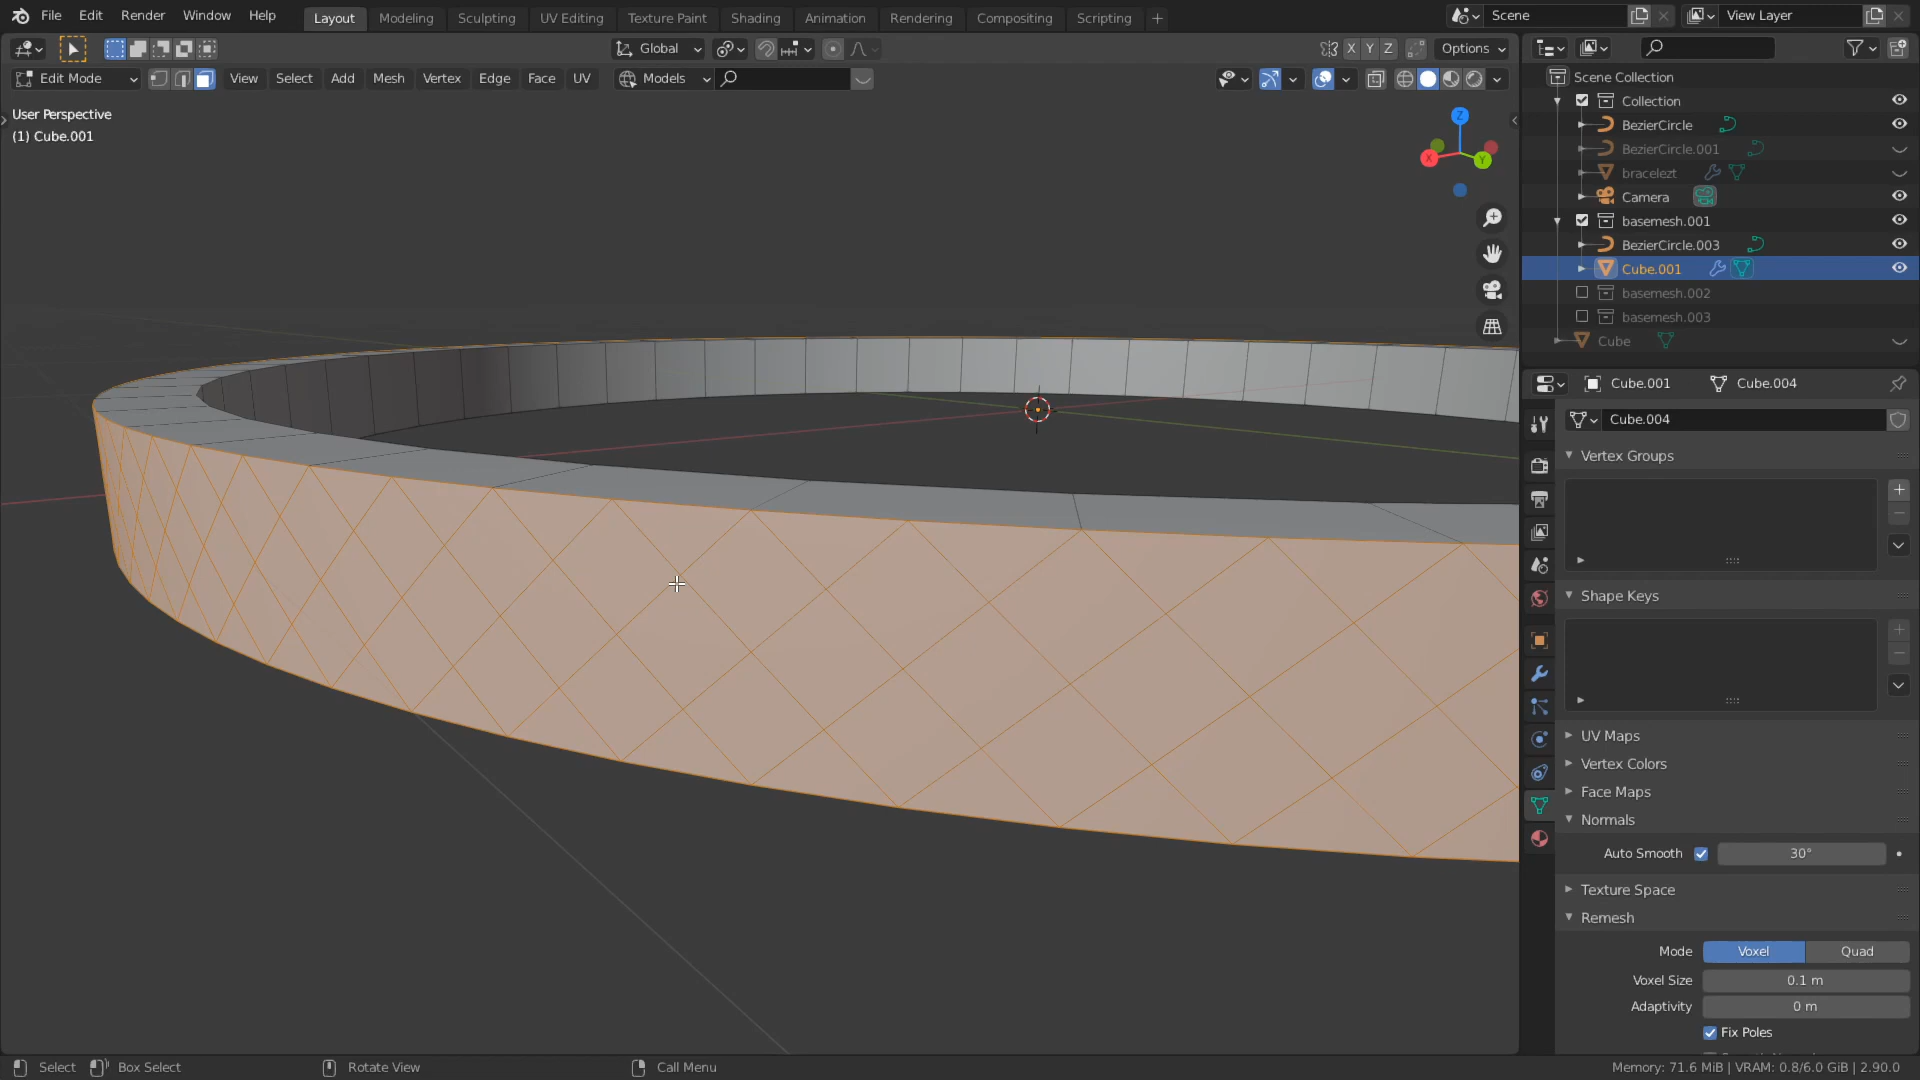 File Edit Render Window Help Layout Modeling Sculpting UV Editing Texture Paint Shading Animation Rendering Compositing Scripting + Scene View Layer
Global X Y Z Options
Edit Mode View Select Add Mesh Vertex Edge Face UV Models
User Perspective
(1) Cube.001
Z
X
Y
Scene Collection
Collection
BezierCircle
BezierCircle.001
bracelezt
Camera
basemesh.001
BezierCircle.003
Cube.001
basemesh.002
basemesh.003
Cube
Cube.001 Cube.004
Cube.004
Vertex Groups
Shape Keys
UV Maps
Vertex Colors
Face Maps
Normals
Auto Smooth 30°
Texture Space
Remesh
Mode Voxel Quad
Voxel Size 0.1 m
Adaptivity 0 m
Fix Poles
Select Box Select Rotate View Call Menu Memory: 71.6 MiB | VRAM: 0.8/6.0 GiB | 2.90.0